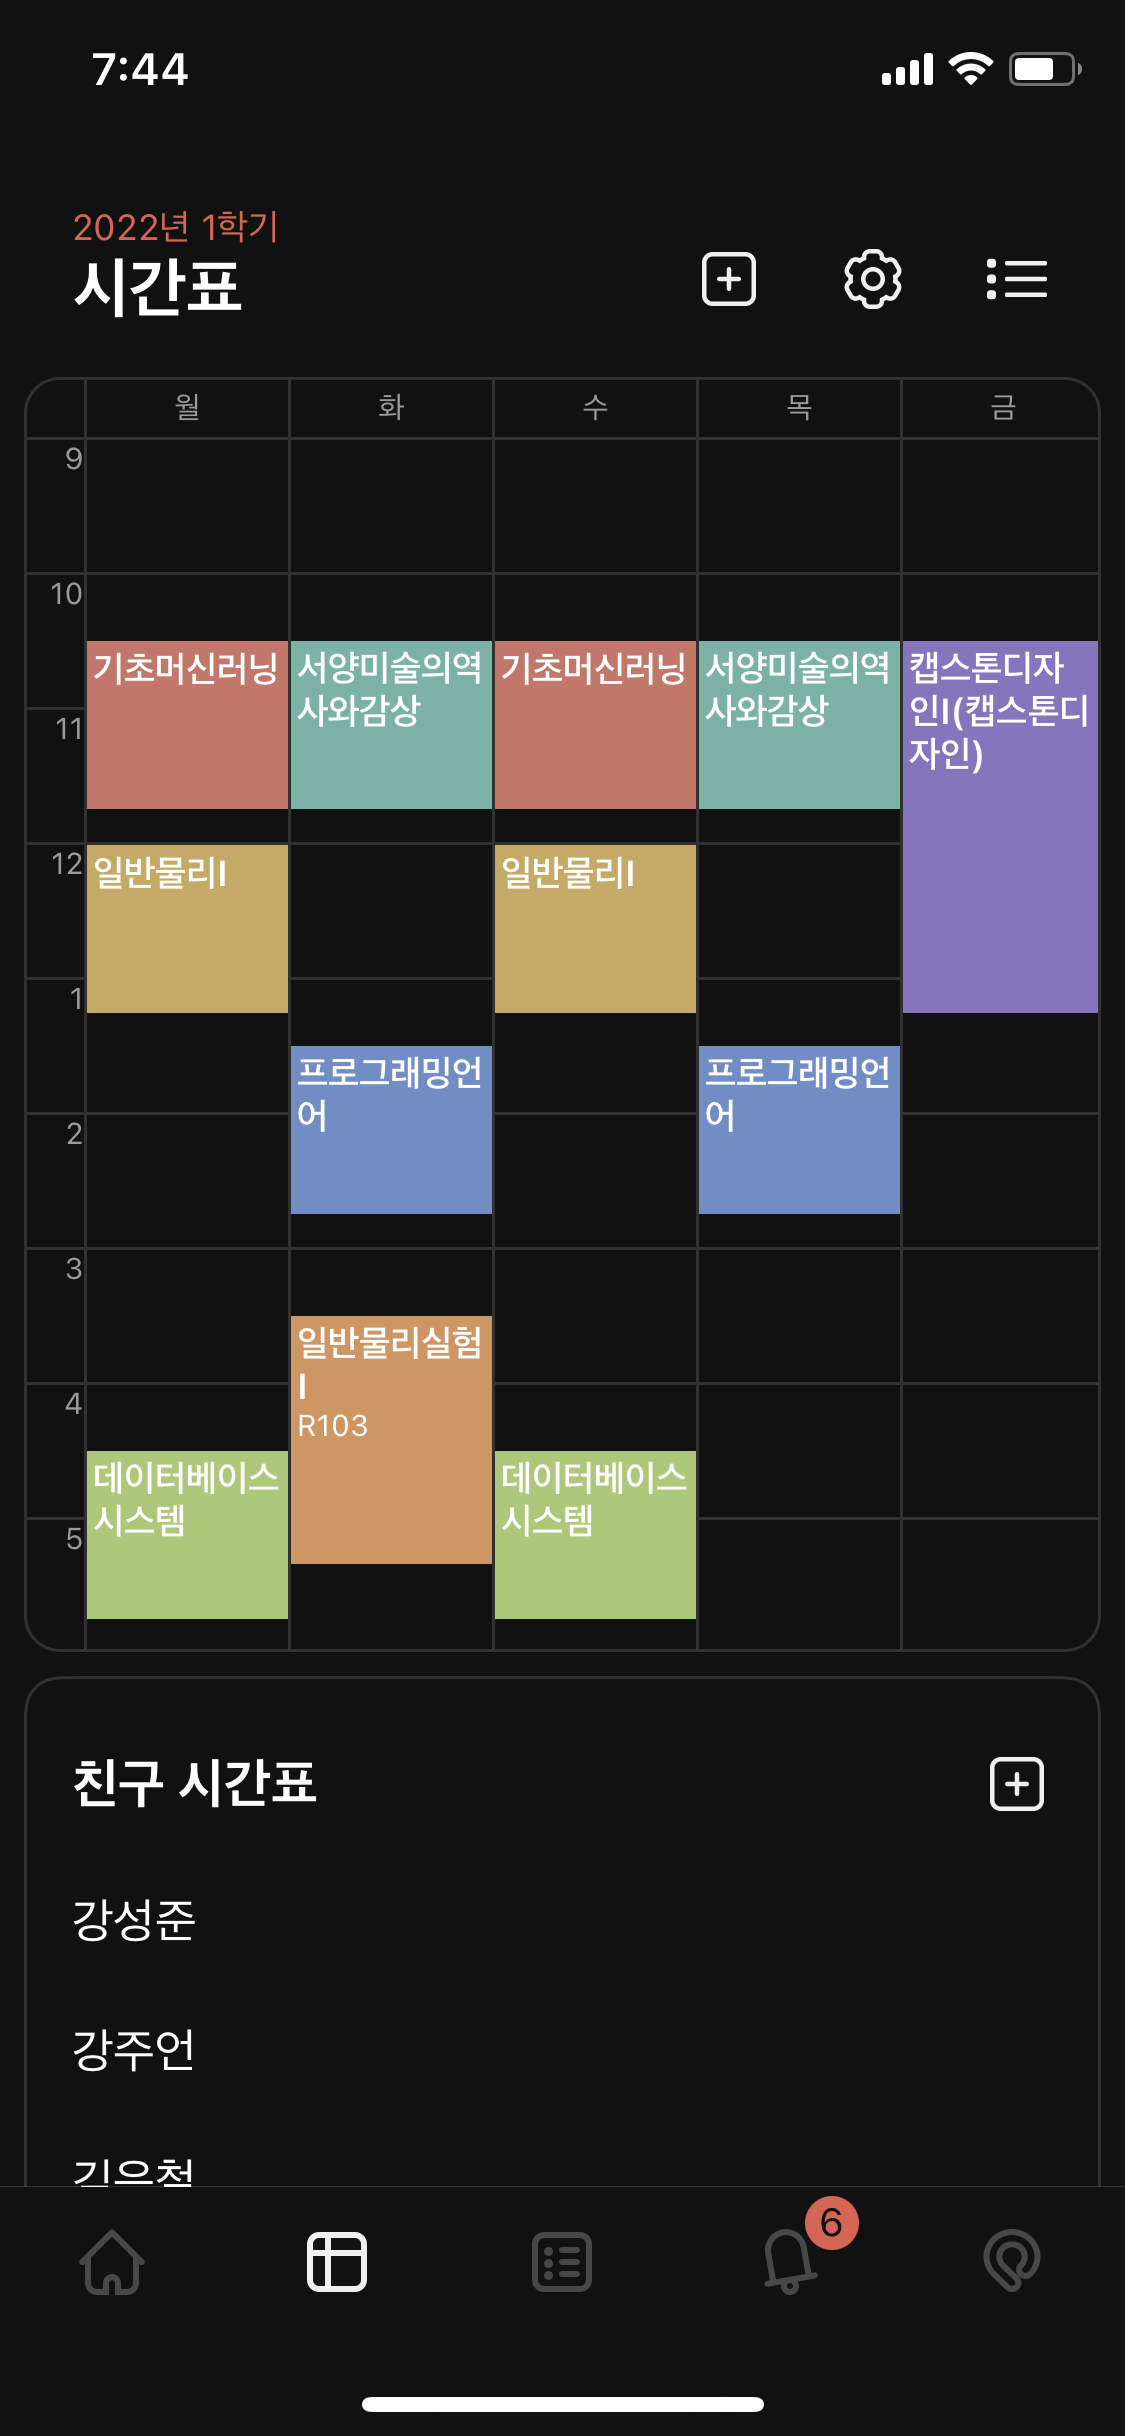 7:44
2022년 1학기
시간표
월 화 수 목 금
9
10
기초머신러닝
서양미술의역
사와감상
기초머신러닝
서양미술의역
사와감상
캡스톤디자
인I(캡스톤디
자인)
11
12
일반물리I
일반물리I
1
프로그래밍언
어
프로그래밍언
어
2
3
일반물리실험
I
R103
4
데이터베이스
시스템
데이터베이스
시스템
5
친구 시간표
강성준
강주언
6